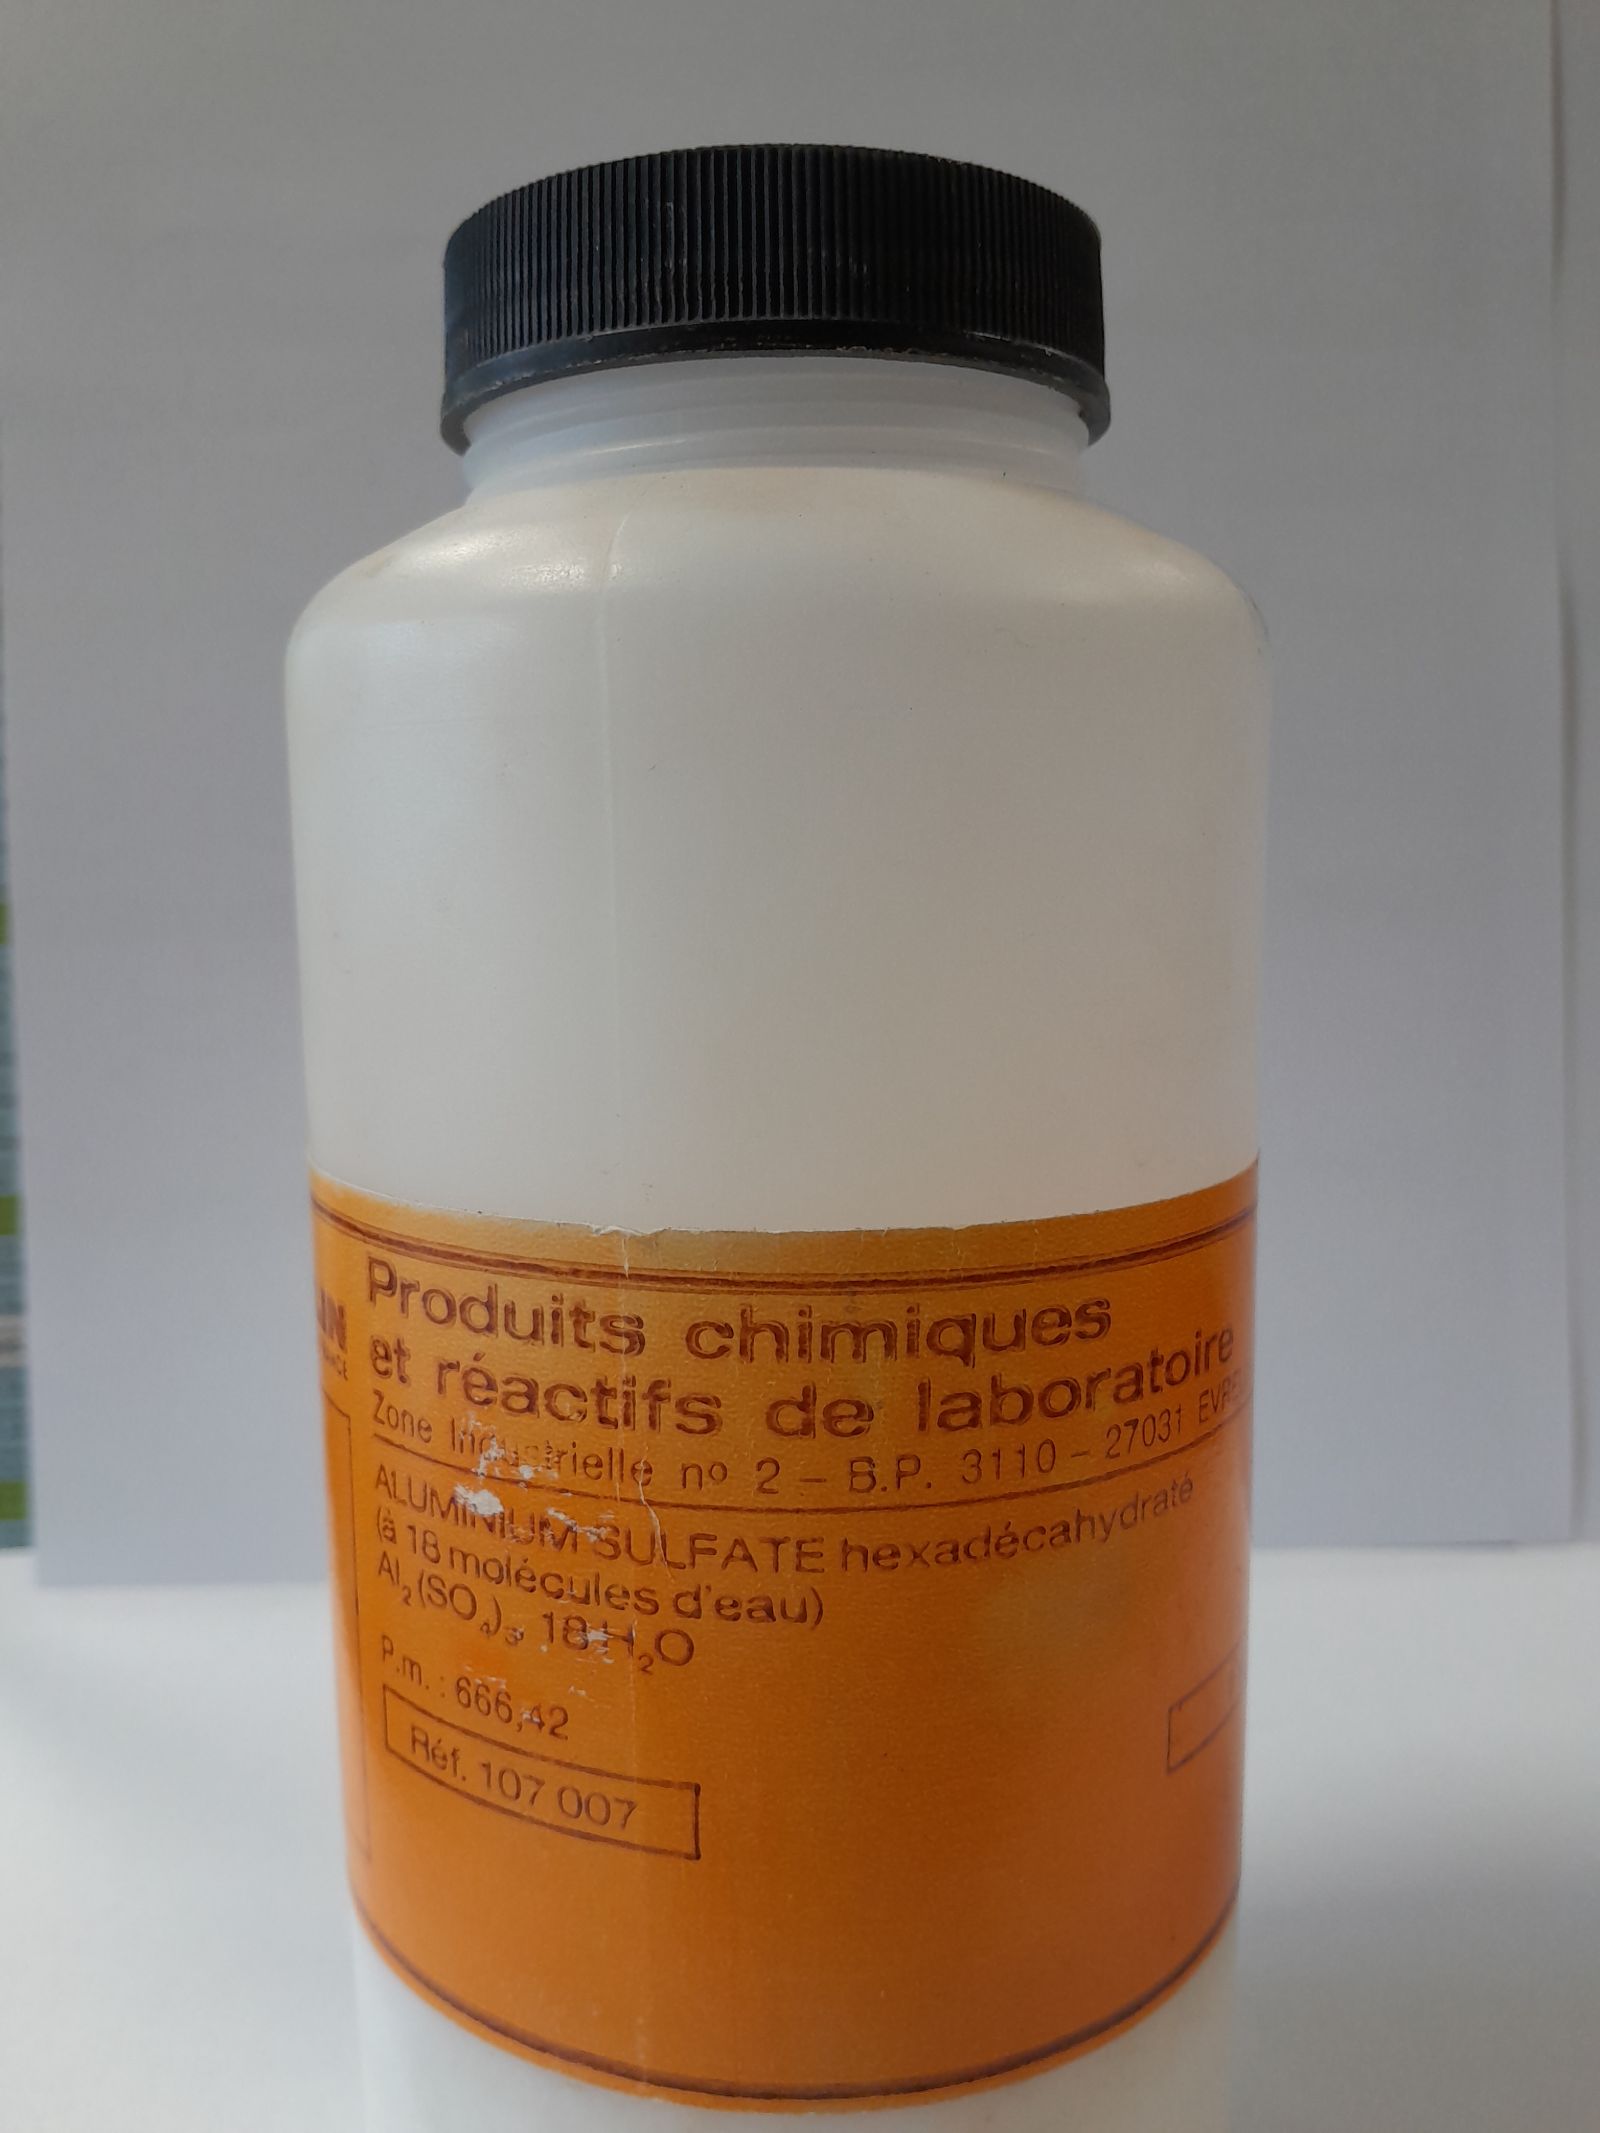 Produits chimiques
et réactifs de laboratoire
Zone Industrielle nº 2 – B.P. 3110 – 27031
ALUMINIUM SULFATE hexadécahydraté
(à 18 molécules d'eau)
Al₂(SO₄)₃, 18 H₂O
P.m. : 666,42
Réf. 107 007